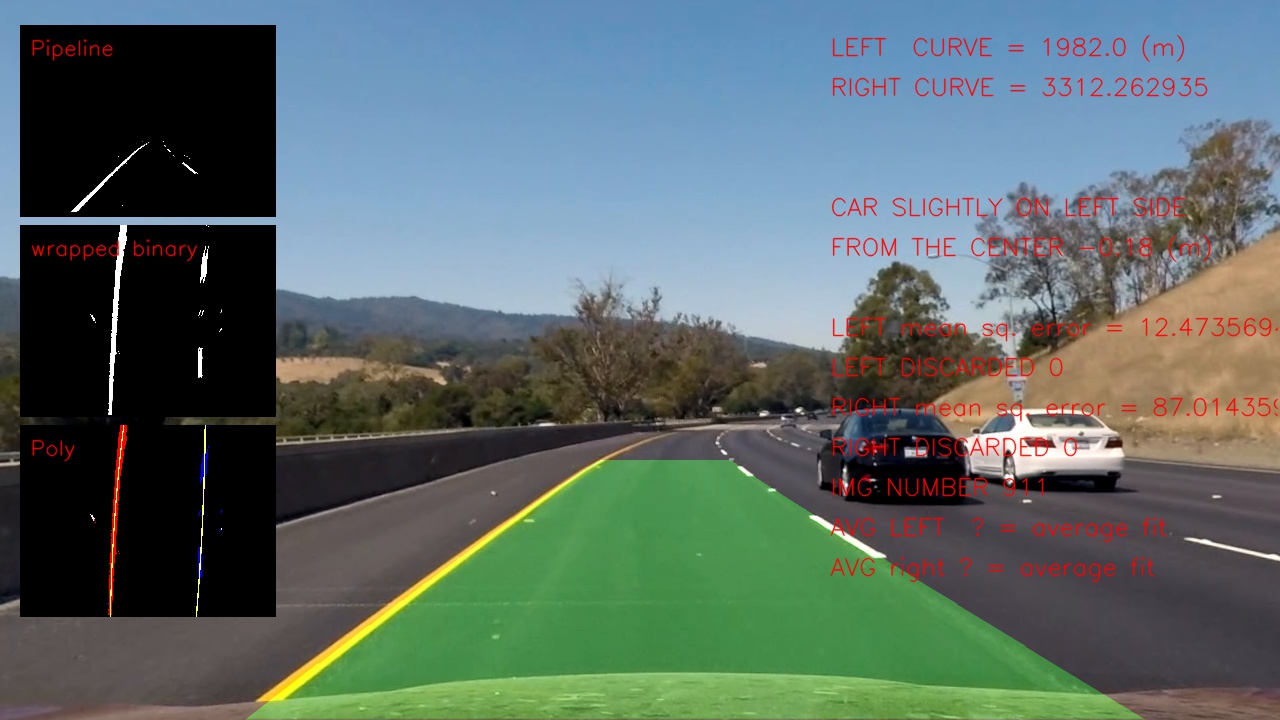 Pipeline
wrapped binary
Poly
LEFT CURVE = 1982.0 (m)
RIGHT CURVE = 3312.262935
CAR SLIGHTLY ON LEFT SIDE
FROM THE CENTER -0.18 (m)
LEFT mean sq. error = 12.473569
LEFT DISCARDED 0
RIGHT mean sq. error = 87.014359
RIGHT DISCARDED 0
IMG NUMBER 911
AVG LEFT ? = average fit
AVG right ? = average fit